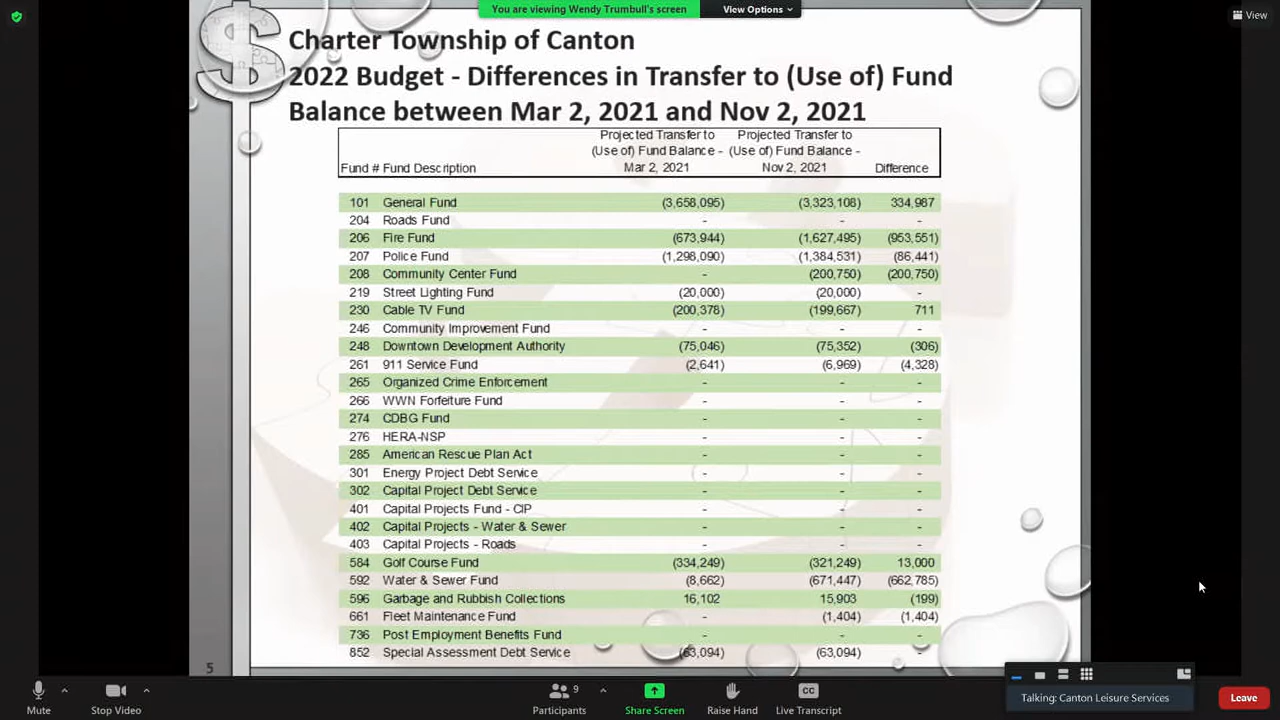 You are viewing Wendy Trumbull's screen
View Options
View
Charter Township of Canton
2022 Budget - Differences in Transfer to (Use of) Fund
Balance between Mar 2, 2021 and Nov 2, 2021
Projected Transfer to Projected Transfer to
(Use of) Fund Balance - (Use of) Fund Balance -
Fund # Fund Description Mar 2, 2021 Nov 2, 2021 Difference
101 General Fund (3,658,095) (3,323,108) 334,987
204 Roads Fund - - -
206 Fire Fund (673,944) (1,627,495) (953,551)
207 Police Fund (1,298,090) (1,384,531) (86,441)
208 Community Center Fund - (200,750) (200,750)
219 Street Lighting Fund (20,000) (20,000) -
230 Cable TV Fund (200,378) (199,667) 711
246 Community Improvement Fund - - -
248 Downtown Development Authority (75,046) (75,352) (306)
261 911 Service Fund (2,641) (6,969) (4,328)
265 Organized Crime Enforcement - - -
266 WWN Forfeiture Fund - - -
274 CDBG Fund - - -
276 HERA-NSP - - -
285 American Rescue Plan Act - - -
301 Energy Project Debt Service - - -
302 Capital Project Debt Service - - -
401 Capital Projects Fund - CIP - - -
402 Capital Projects - Water & Sewer - - -
403 Capital Projects - Roads - - -
584 Golf Course Fund (334,249) (321,249) 13,000
592 Water & Sewer Fund (8,662) (671,447) (662,785)
596 Garbage and Rubbish Collections 16,102 15,903 (199)
661 Fleet Maintenance Fund - (1,404) (1,404)
736 Post Employment Benefits Fund - - -
852 Special Assessment Debt Service (63,094) (63,094) -
5
Talking: Canton Leisure Services
Mute
Stop Video
9
Participants
Share Screen
Raise Hand
CC
Live Transcript
Leave